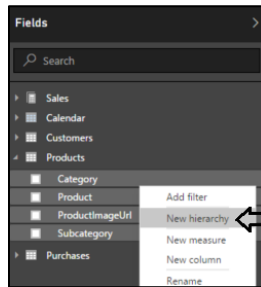 Fields
Search
Sales
Calendar
Customers
Products
Category
Product
ProductImageUrl
Subcategory
Purchases
Add filter
New hierarchy
New measure
New column
Rename